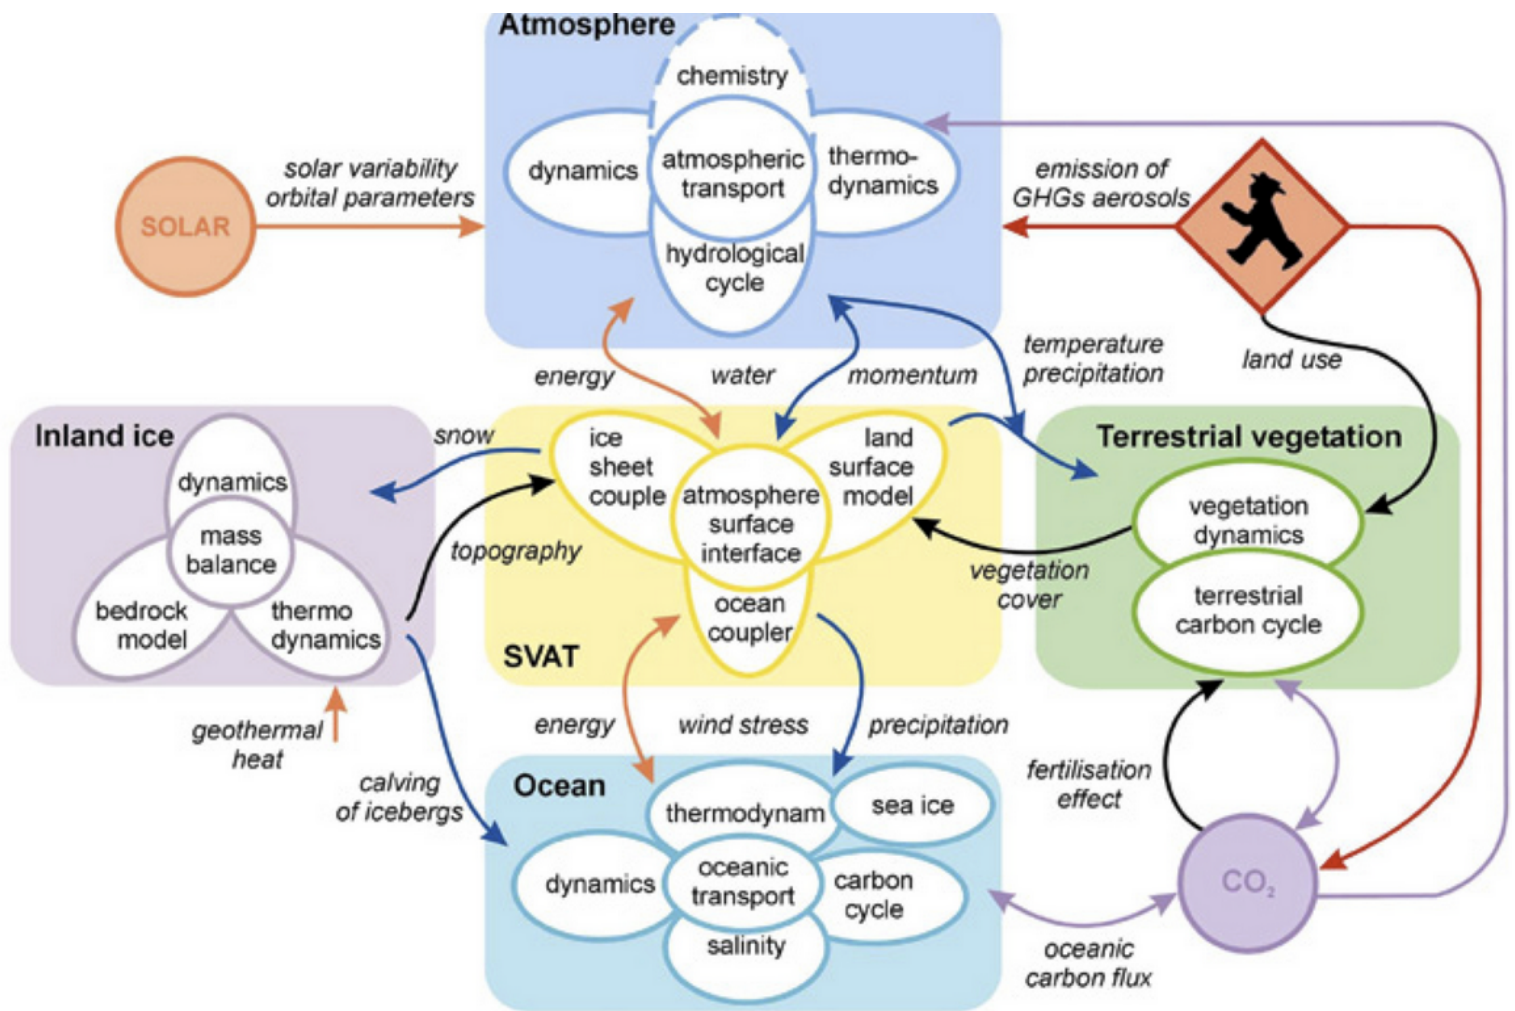 Atmosphere
chemistry
dynamics
atmospheric
transport
thermo-
dynamics
hydrological
cycle
SOLAR
solar variability
orbital parameters
emission of
GHGs aerosols
energy
water
momentum
temperature
precipitation
land use
Inland ice
dynamics
mass
balance
bedrock
model
thermo
dynamics
snow
topography
geothermal
heat
calving
of icebergs
ice
sheet
couple
atmosphere
surface
interface
land
surface
model
ocean
coupler
SVAT
Terrestrial vegetation
vegetation
dynamics
terrestrial
carbon cycle
vegetation
cover
energy
wind stress
precipitation
fertilisation
effect
Ocean
thermodynam
sea ice
dynamics
oceanic
transport
carbon
cycle
salinity
CO₂
oceanic
carbon flux